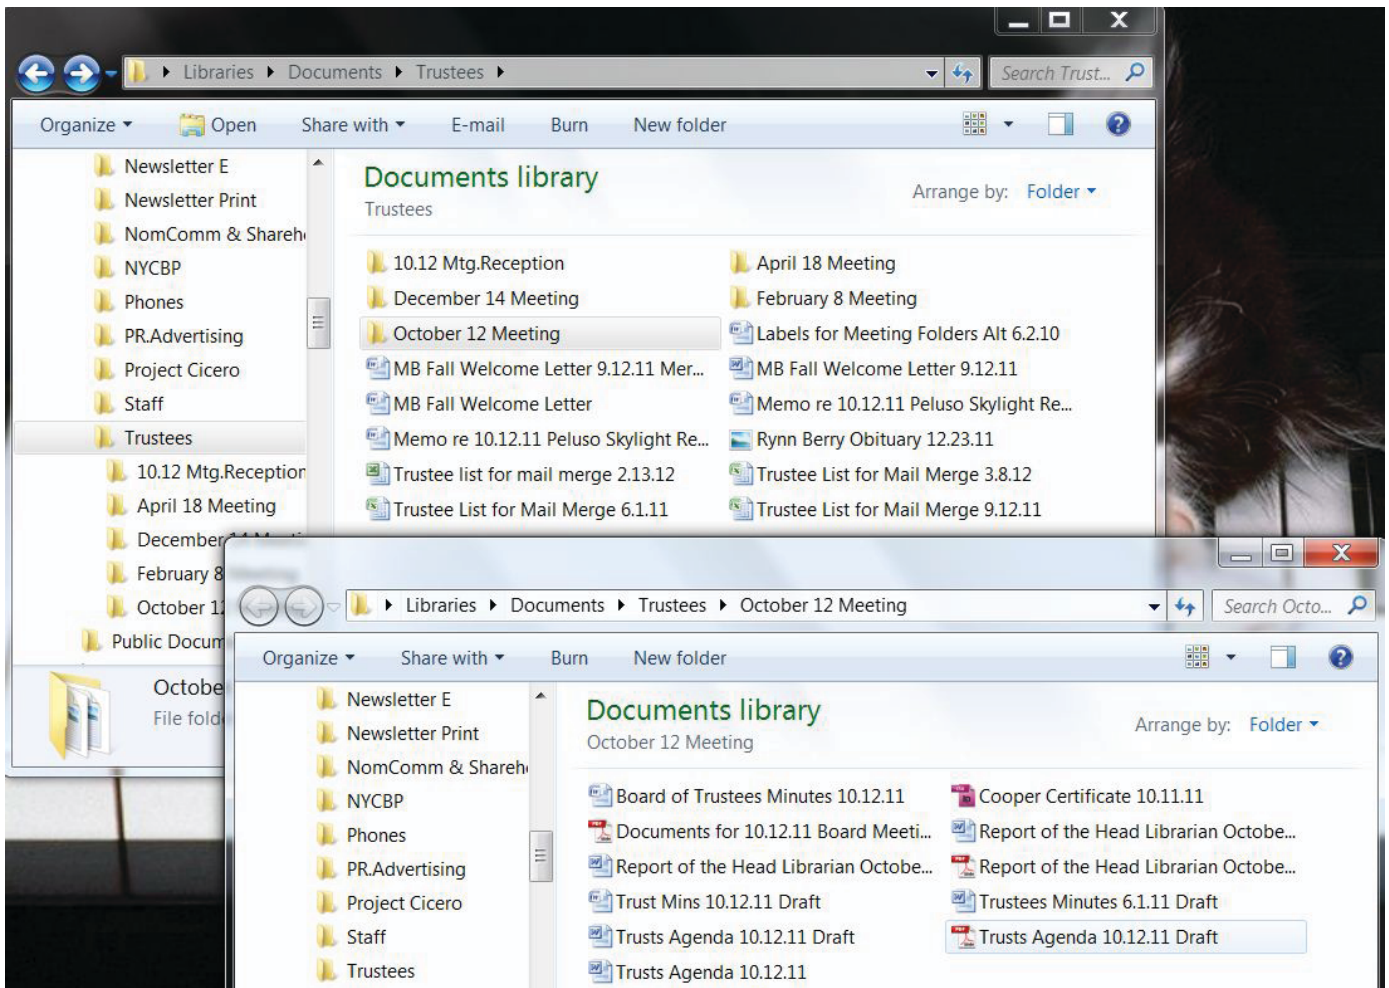 Libraries ▸ Documents ▸ Trustees ▸
Search Trust...
Organize Open Share with E-mail Burn New folder
Newsletter E
Newsletter Print
NomComm & Shareh
NYCBP
Phones
PR.Advertising
Project Cicero
Staff
Trustees
10.12 Mtg.Reception
April 18 Meeting
December
February 8
October 1
Public Docum
Documents library
Trustees
Arrange by: Folder
10.12 Mtg.Reception April 18 Meeting
December 14 Meeting February 8 Meeting
October 12 Meeting Labels for Meeting Folders Alt 6.2.10
MB Fall Welcome Letter 9.12.11 Mer... MB Fall Welcome Letter 9.12.11
MB Fall Welcome Letter Memo re 10.12.11 Peluso Skylight Re...
Memo re 10.12.11 Peluso Skylight Re... Rynn Berry Obituary 12.23.11
Trustee list for mail merge 2.13.12 Trustee List for Mail Merge 3.8.12
Trustee List for Mail Merge 6.1.11 Trustee List for Mail Merge 9.12.11
Octobe
File fold
Libraries ▸ Documents ▸ Trustees ▸ October 12 Meeting
Search Octo...
Organize Share with Burn New folder
Newsletter E
Newsletter Print
NomComm & Shareh
NYCBP
Phones
PR.Advertising
Project Cicero
Staff
Trustees
Documents library
October 12 Meeting
Arrange by: Folder
Board of Trustees Minutes 10.12.11 Cooper Certificate 10.11.11
Documents for 10.12.11 Board Meeti... Report of the Head Librarian Octobe...
Report of the Head Librarian Octobe... Report of the Head Librarian Octobe...
Trust Mins 10.12.11 Draft Trustees Minutes 6.1.11 Draft
Trusts Agenda 10.12.11 Draft Trusts Agenda 10.12.11 Draft
Trusts Agenda 10.12.11